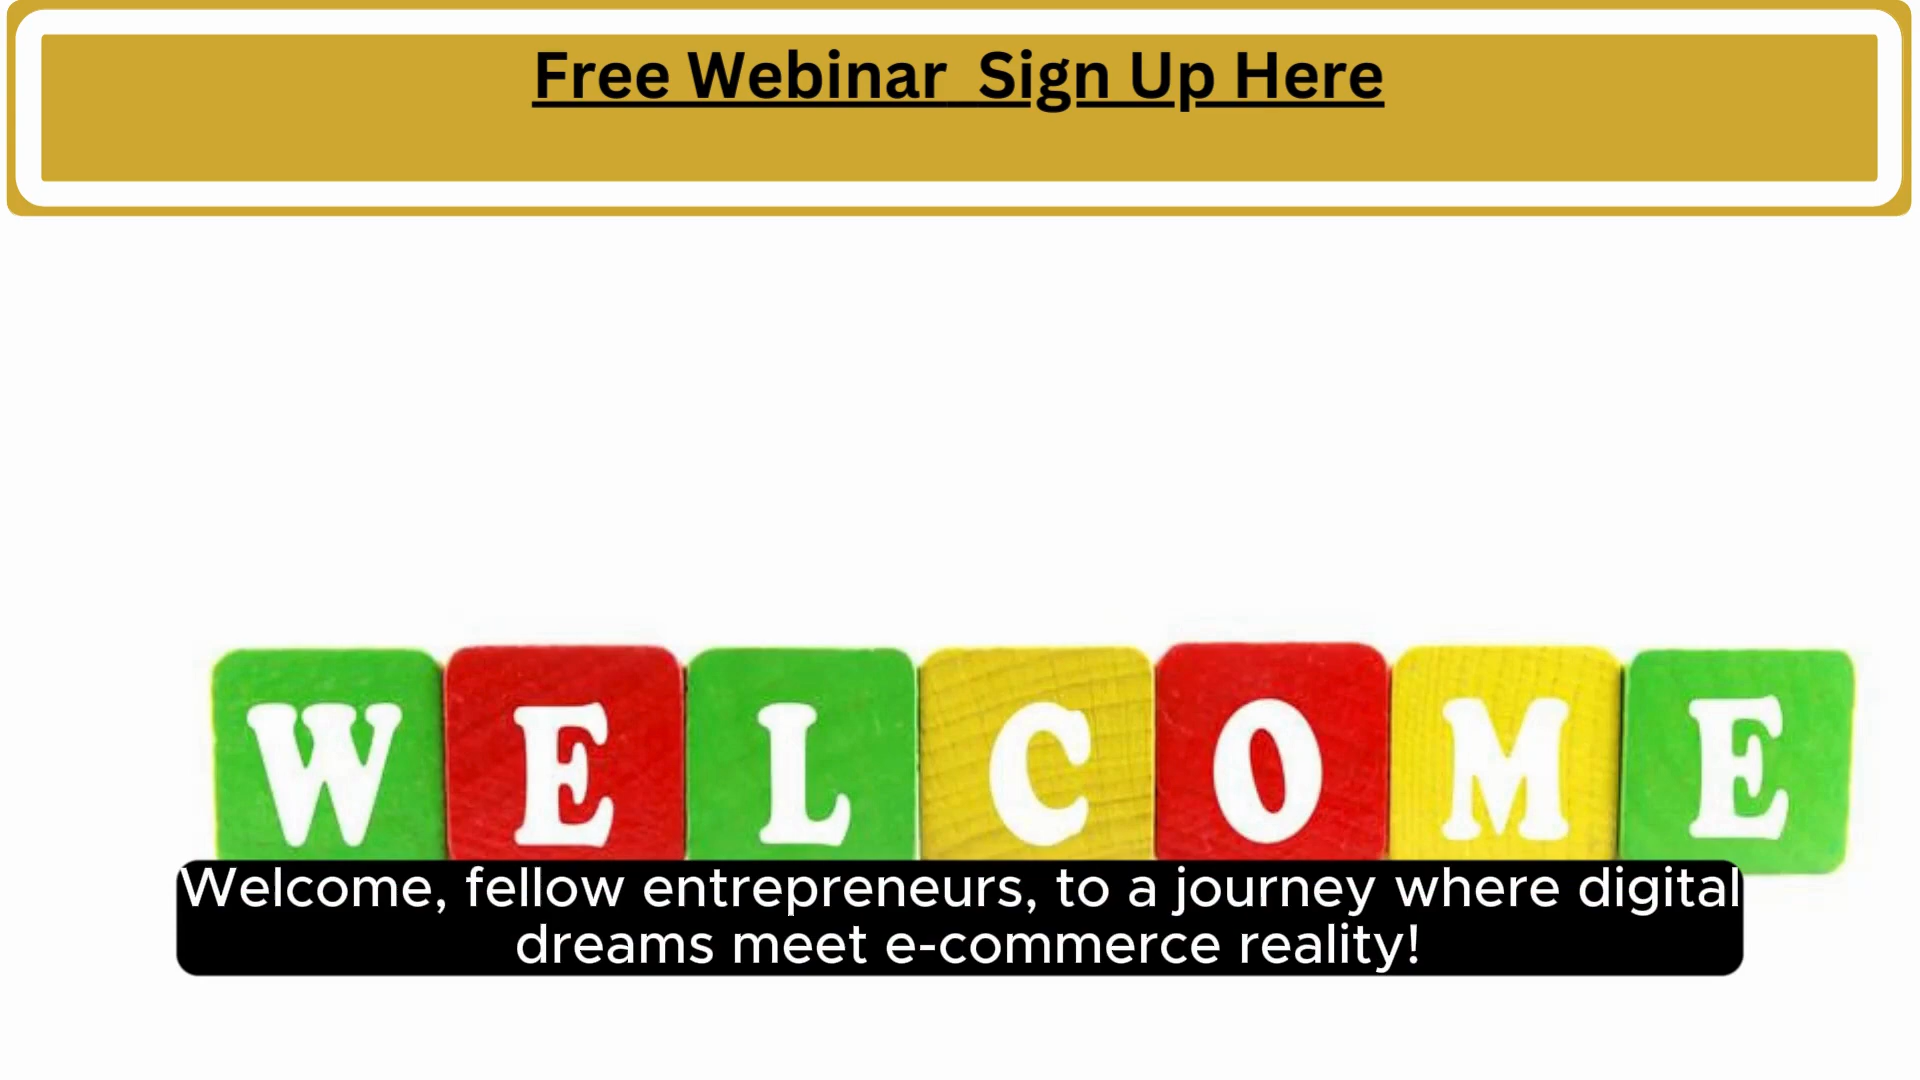 Free Webinar  Sign Up Here
WELCOME
Welcome, fellow entrepreneurs, to a journey where digital
dreams meet e-commerce reality!